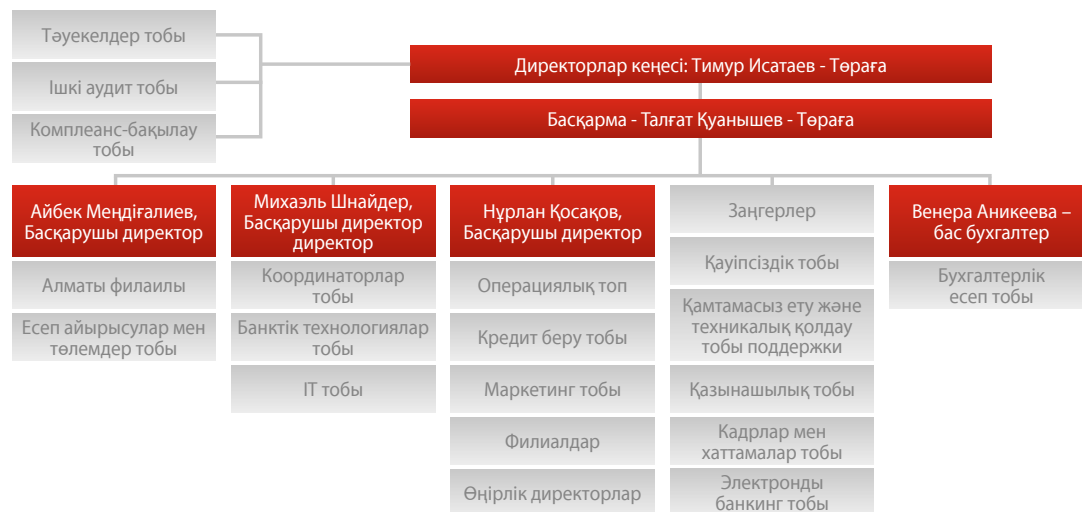 Тәуекелдер тобы
Ішкі аудит тобы
Комплеанс-бақылау
тобы
Директорлар кеңесі: Тимур Исатаев - Төраға
Басқарма - Талғат Қуанышев - Төраға
Айбек Меңдіғалиев,
Басқарушы директор
Алматы филаилы
Есеп айырысулар мен
төлемдер тобы
Михаэль Шнайдер,
Басқарушы директор
директор
Координаторлар
тобы
Банктік технологиялар
тобы
IT тобы
Нұрлан Қосақов,
Басқарушы директор
Операциялық топ
Кредит беру тобы
Маркетинг тобы
Филиалдар
Өңірлік директорлар
Заңгерлер
Қауіпсіздік тобы
Қамтамасыз ету және
техникалық қолдау
тобы поддержки
Қазынашылық тобы
Кадрлар мен
хаттамалар тобы
Электронды
банкинг тобы
Венера Аникеева –
бас бухгалтер
Бухгалтерлік
есеп тобы